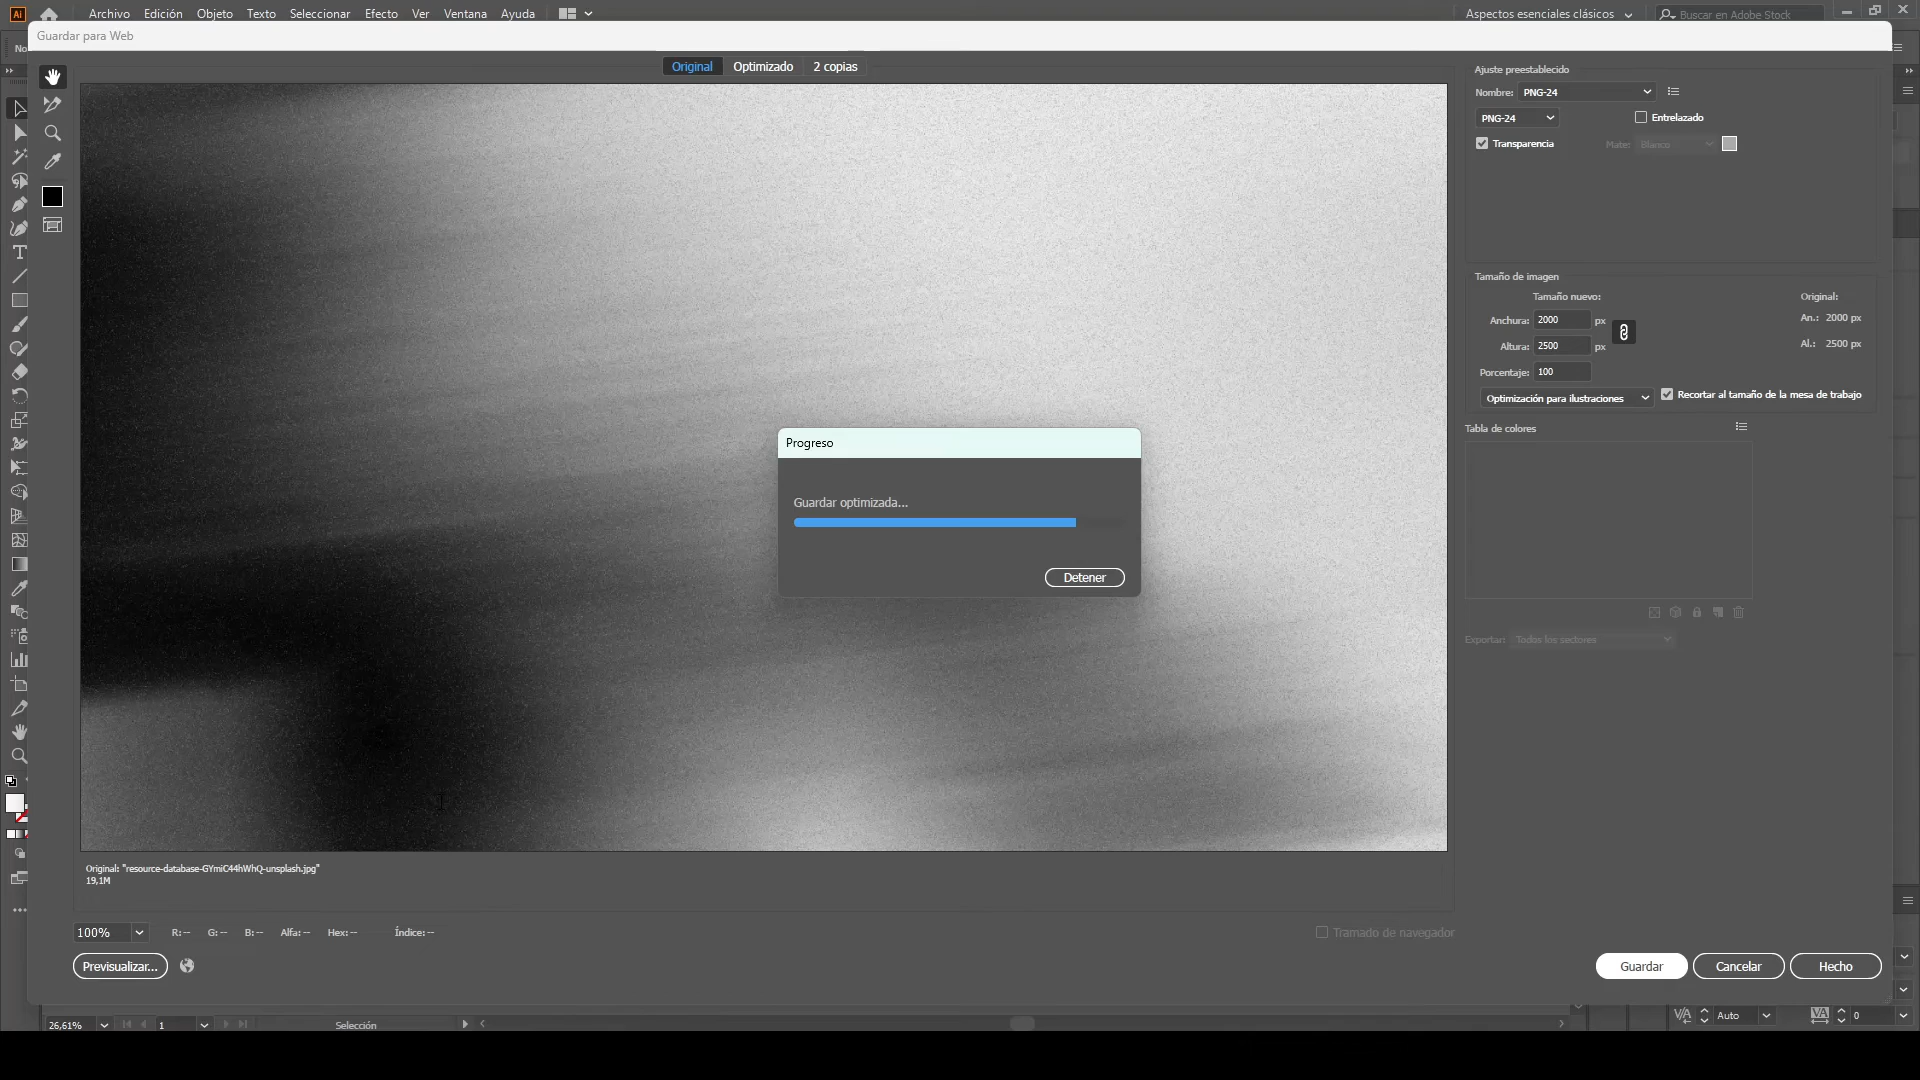 Ai Archivo Edición Objeto Texto Seleccionar Efecto Ver Ventana Ayuda Aspectos esenciales clásicos Buscar en Adobe Stock
Guardar para Web
No
Original Optimizado 2 copias
Ajuste preestablecido
Nombre: PNG-24
PNG-24 Entrelazado
Transparencia Mate: Blanco
Tamaño de imagen
Tamaño nuevo: Original:
Anchura: 2000 px An.: 2000 px
Altura: 2500 px Al.: 2500 px
Porcentaje: 100
Optimización para ilustraciones Recortar al tamaño de la mesa de trabajo
Tabla de colores
Progreso
Guardar optimizada...
Detener
Exportar: Todos los sectores
Original: "resource-database-GYmiC44hWhQ-unsplash.jpg"
19,1M
100% R: -- G: -- B: -- Alfa: -- Hex: -- Índice: -- Tramado de navegador
Previsualizar... Guardar Cancelar Hecho
26,61% 1 Selección Auto 0